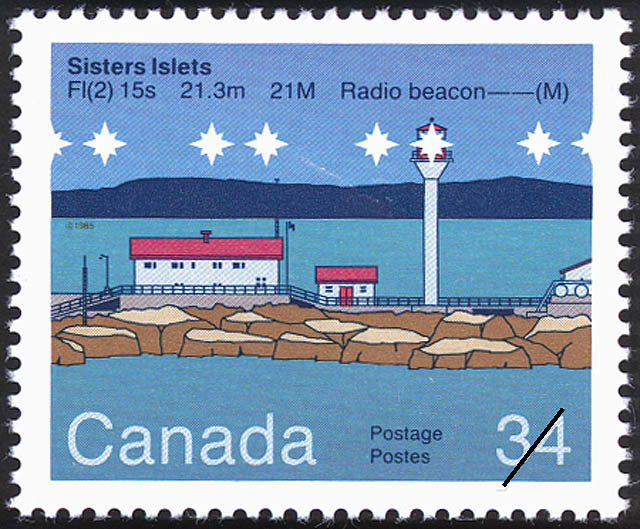 Sisters Islets
Fl(2) 15s 21.3m 21M Radio beacon——(M)
©1985
Canada
Postage
Postes
34